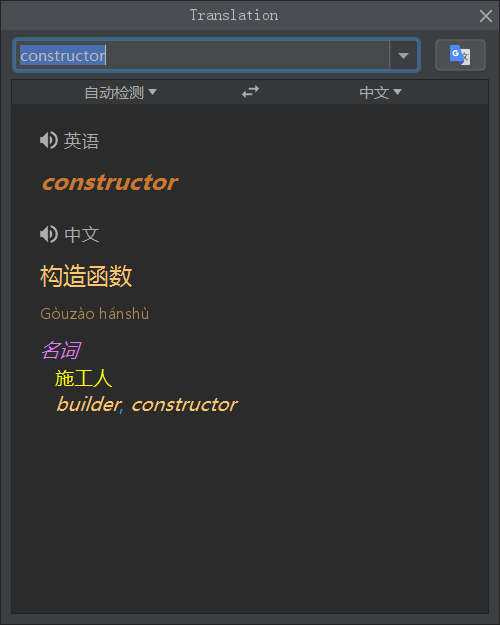 Translation
constructor
自动检测 中文
英语
constructor
中文
构造函数
Gòuzào hánshù
名词
施工人
builder, constructor